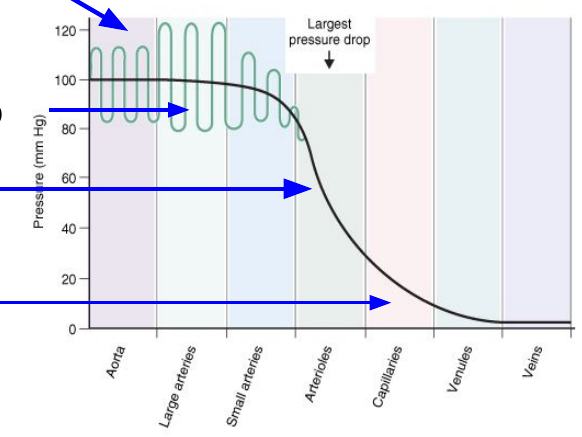 Largest
pressure drop
Pressure (mm Hg)
120
100
80
60
40
20
0
Aorta
Large arteries
Small arteries
Arterioles
Capillaries
Venules
Veins